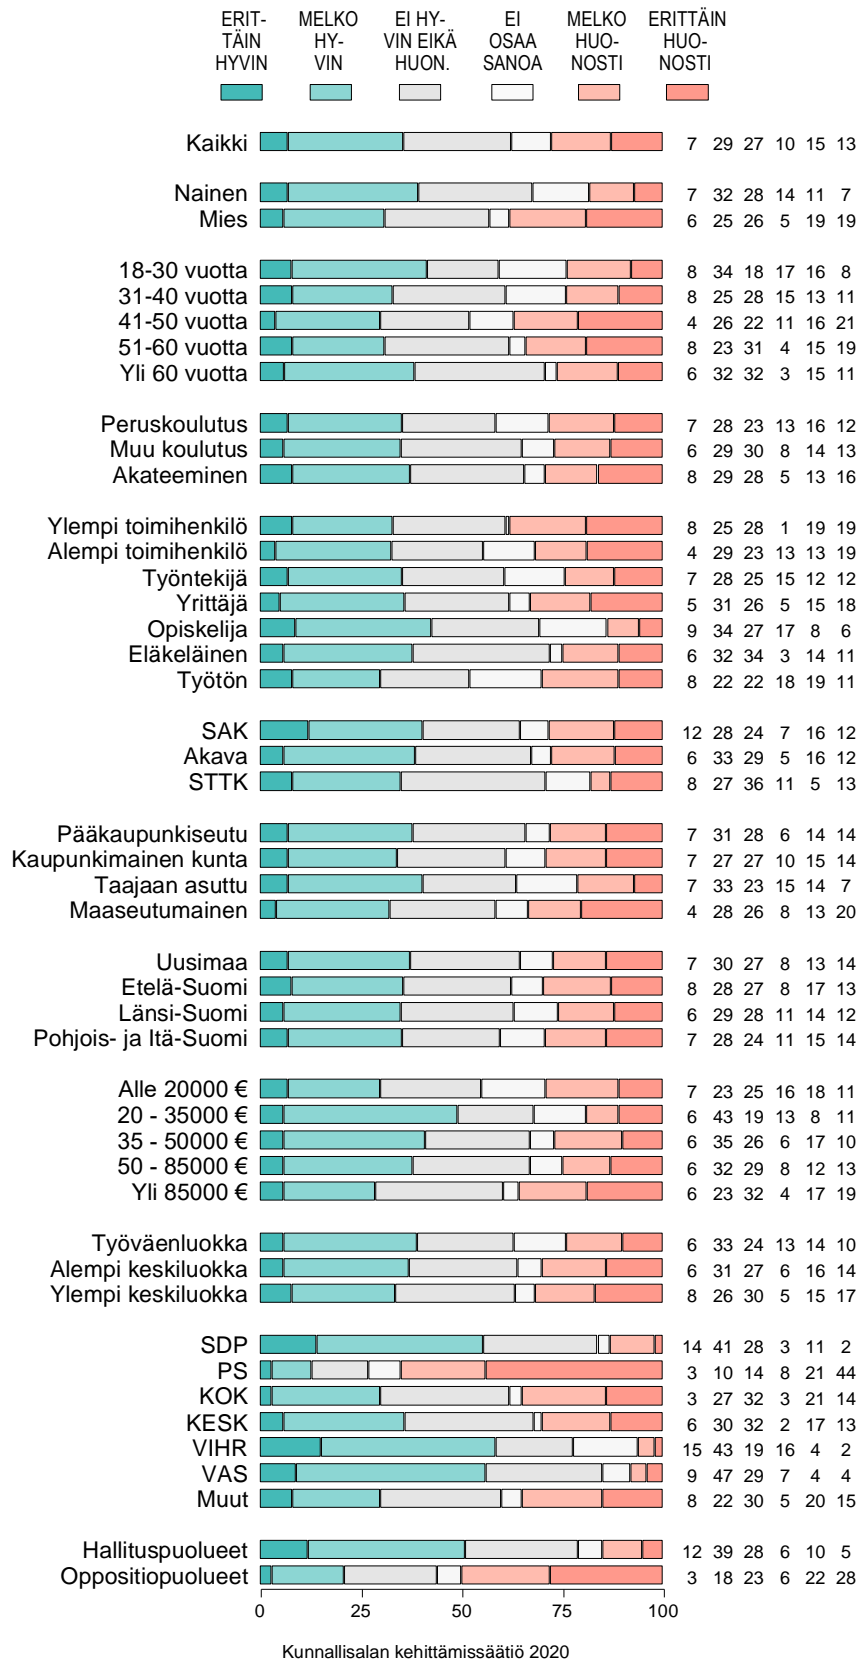 ERIT- MELKO EI HY- EI MELKO ERITTÄIN
TÄIN HY- VIN EIKÄ OSAA HUO- HUO-
HYVIN VIN HUON. SANOA NOSTI NOSTI
Kaikki 7 29 27 10 15 13
Nainen 7 32 28 14 11 7
Mies 6 25 26 5 19 19
18-30 vuotta 8 34 18 17 16 8
31-40 vuotta 8 25 28 15 13 11
41-50 vuotta 4 26 22 11 16 21
51-60 vuotta 8 23 31 4 15 19
Yli 60 vuotta 6 32 32 3 15 11
Peruskoulutus 7 28 23 13 16 12
Muu koulutus 6 29 30 8 14 13
Akateeminen 8 29 28 5 13 16
Ylempi toimihenkilö 8 25 28 1 19 19
Alempi toimihenkilö 4 29 23 13 13 19
Työntekijä 7 28 25 15 12 12
Yrittäjä 5 31 26 5 15 18
Opiskelija 9 34 27 17 8 6
Eläkeläinen 6 32 34 3 14 11
Työtön 8 22 22 18 19 11
SAK 12 28 24 7 16 12
Akava 6 33 29 5 16 12
STTK 8 27 36 11 5 13
Pääkaupunkiseutu 7 31 28 6 14 14
Kaupunkimainen kunta 7 27 27 10 15 14
Taajaan asuttu 7 33 23 15 14 7
Maaseutumainen 4 28 26 8 13 20
Uusimaa 7 30 27 8 13 14
Etelä-Suomi 8 28 27 8 17 13
Länsi-Suomi 6 29 28 11 14 12
Pohjois- ja Itä-Suomi 7 28 24 11 15 14
Alle 20000 € 7 23 25 16 18 11
20 - 35000 € 6 43 19 13 8 11
35 - 50000 € 6 35 26 6 17 10
50 - 85000 € 6 32 29 8 12 13
Yli 85000 € 6 23 32 4 17 19
Työväenluokka 6 33 24 13 14 10
Alempi keskiluokka 6 31 27 6 16 14
Ylempi keskiluokka 8 26 30 5 15 17
SDP 14 41 28 3 11 2
PS 3 10 14 8 21 44
KOK 3 27 32 3 21 14
KESK 6 30 32 2 17 13
VIHR 15 43 19 16 4 2
VAS 9 47 29 7 4 4
Muut 8 22 30 5 20 15
Hallituspuolueet 12 39 28 6 10 5
Oppositiopuolueet 3 18 23 6 22 28
0 25 50 75 100
Kunnallisalan kehittämissäätiö 2020